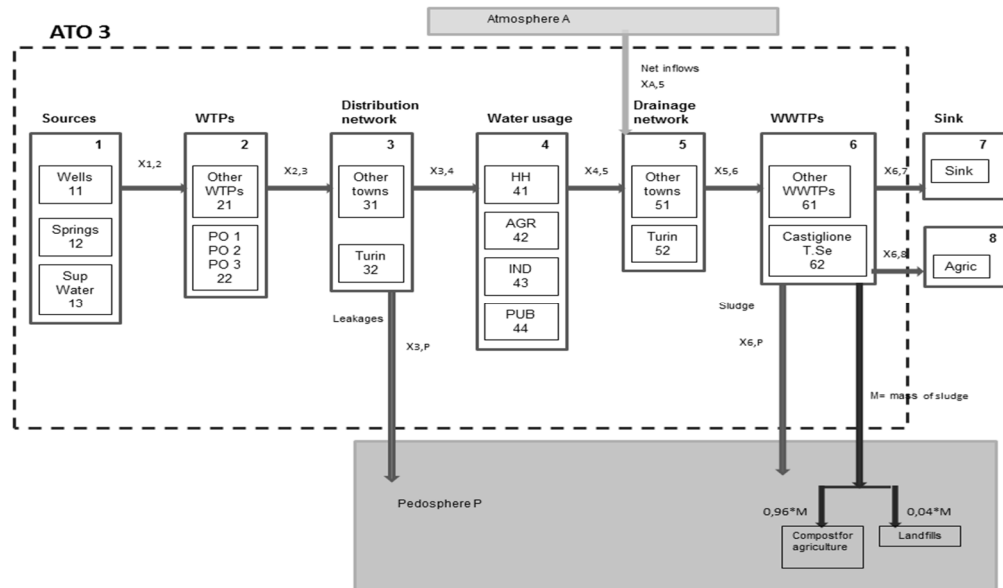 Atmosphere A
ATO 3
Net inflows
XA,5
Sources
WTPs
Distribution
network
Water usage
Drainage
network
WWTPs
Sink
1
Wells
11
Springs
12
Sup
Water
13
X1,2
2
Other
WTPs
21
PO 1
PO 2
PO 3
22
X2,3
3
Other
towns
31
Turin
32
X3,4
4
HH
41
AGR
42
IND
43
PUB
44
X4,5
5
Other
towns
51
Turin
52
X5,6
6
Other
WWTPs
61
Castiglione
T.Se
62
X6,7
7
Sink
X6,8
8
Agric
Leakages
X3,P
Sludge
X6,P
M= mass of sludge
Pedosphere P
0,96*M
0,04*M
Compostfor
agriculture
Landfills